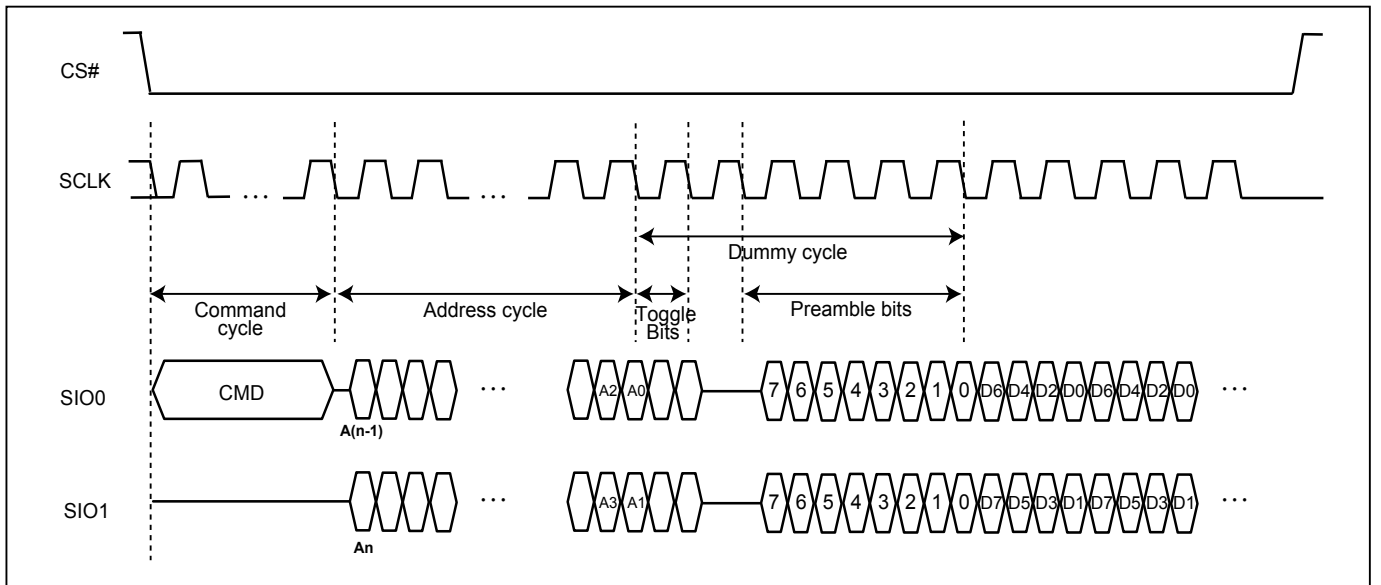 CS#
SCLK
… …
Dummy cycle
Command cycle
Address cycle
Toggle Bits
Preamble bits
SIO0
CMD
A(n-1)
… A2 A0 7 6 5 4 3 2 1 0 D6 D4 D2 D0 D6 D4 D2 D0 …
SIO1
An
… A3 A1 7 6 5 4 3 2 1 0 D7 D5 D3 D1 D7 D5 D3 D1 …